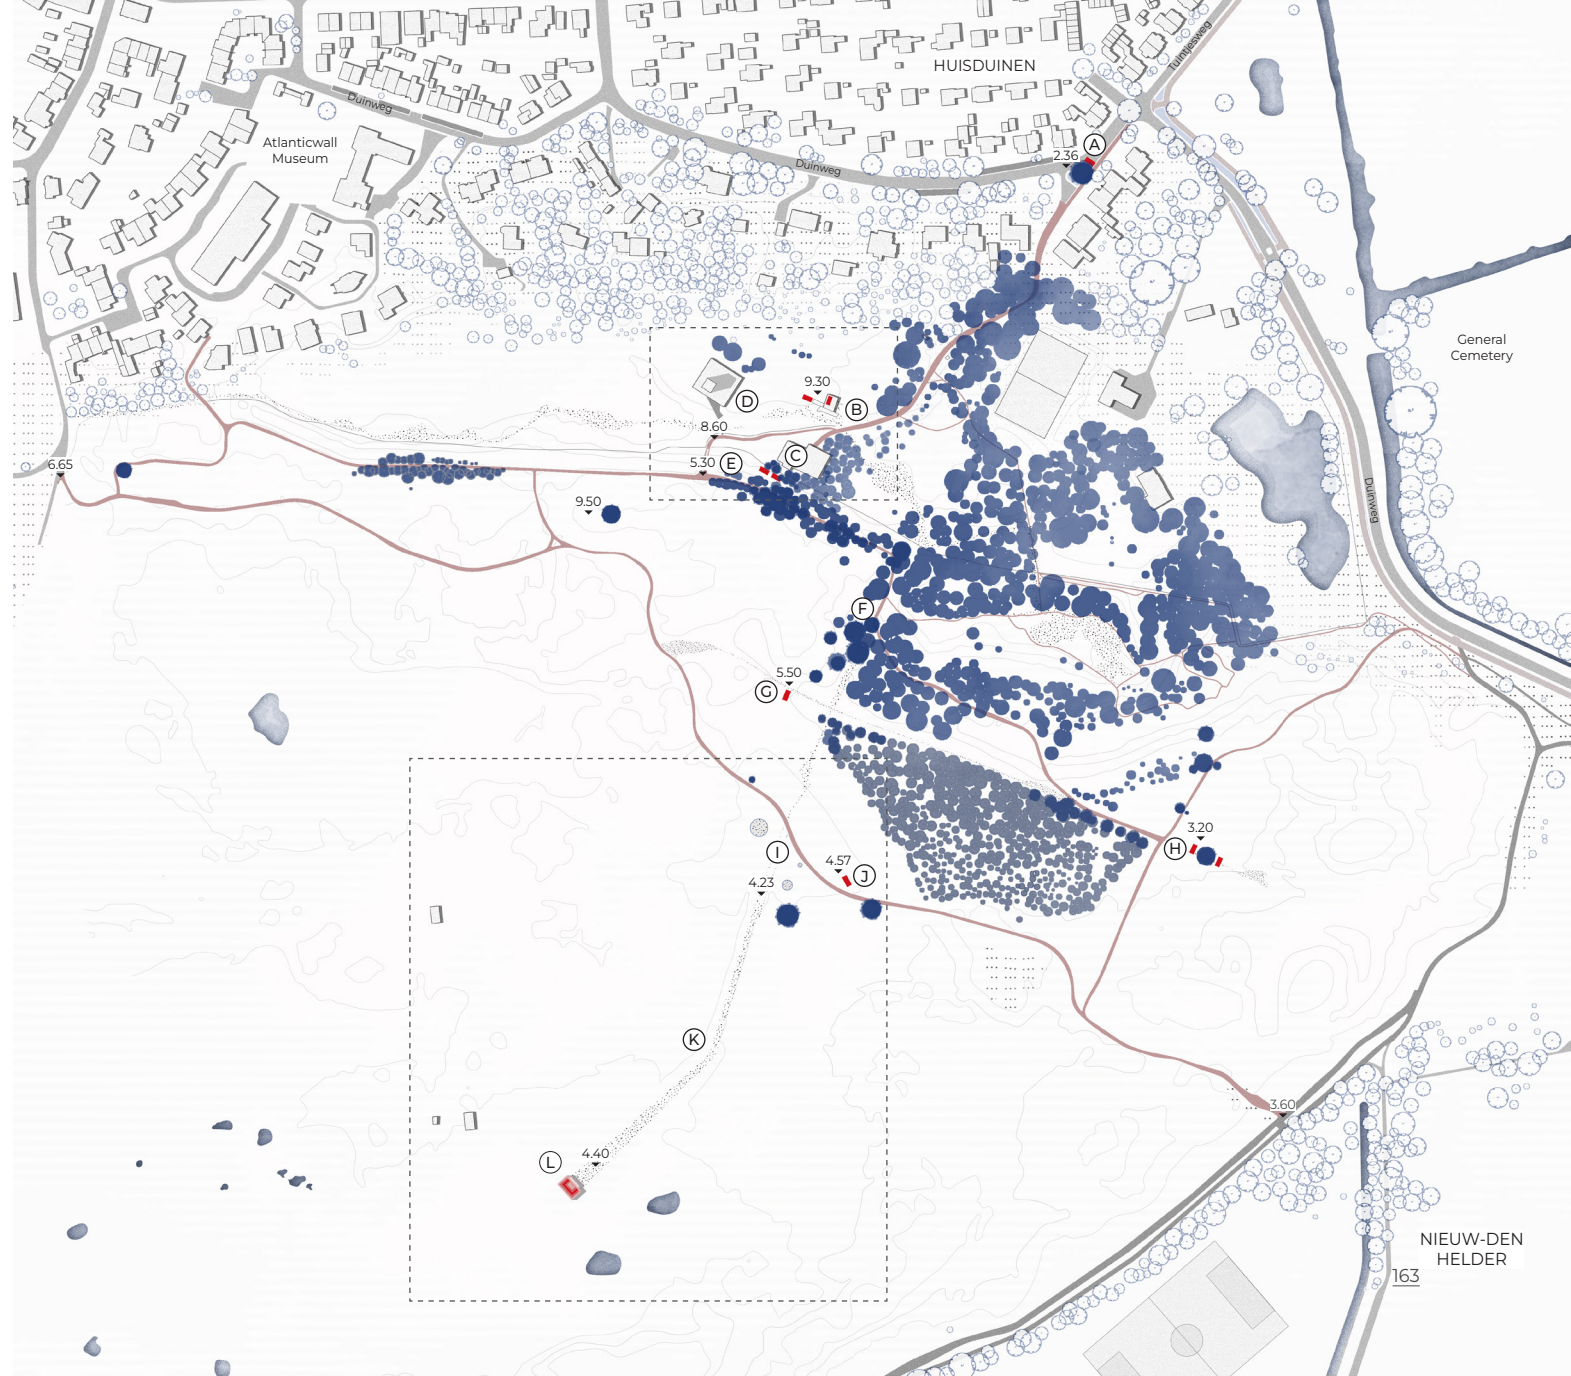 HUISDUINEN
Tuintjesweg
Duinweg
Atlanticwall
Museum
A
2.36
Duinweg
General
Cemetery
9.30
D
B
8.60
C
5.30
E
6.65
9.50
Duinweg
F
5.50
G
3.20
H
I
4.57
J
4.23
K
3.60
4.40
L
NIEUW-DEN
HELDER
163